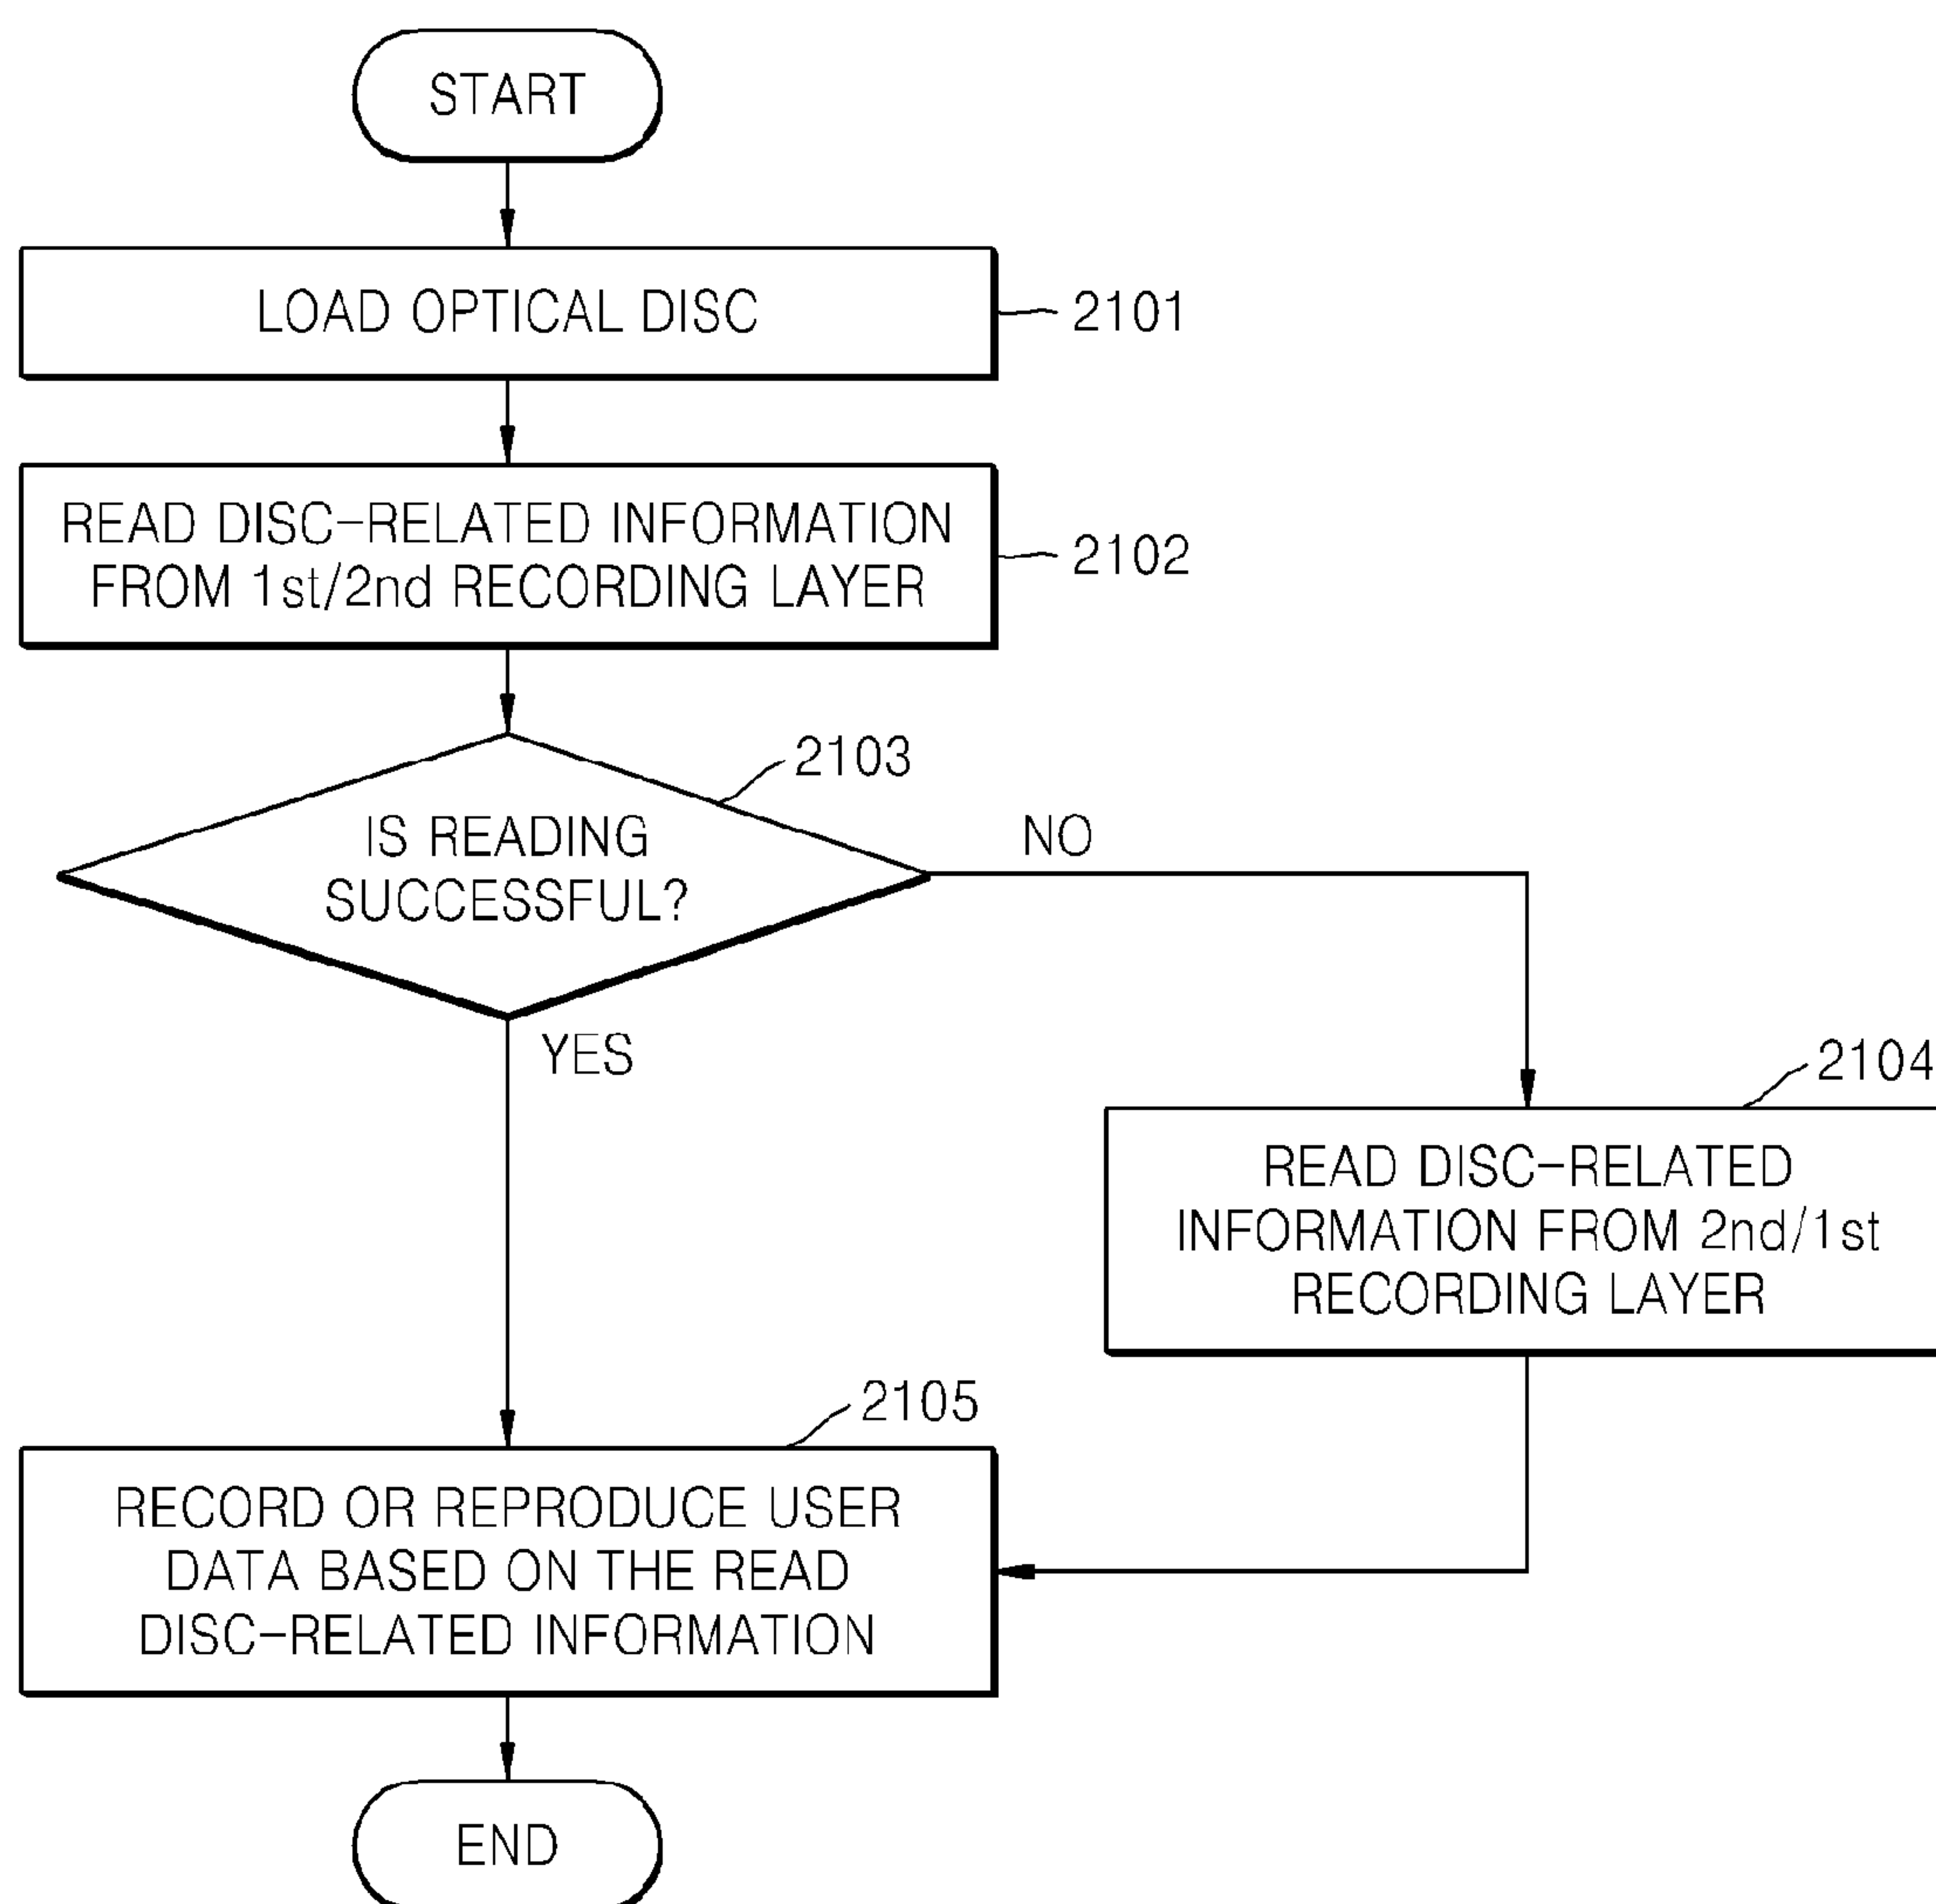 START
LOAD OPTICAL DISC
2101
READ DISC-RELATED INFORMATION
FROM 1st/2nd RECORDING LAYER
2102
2103
IS READING
SUCCESSFUL?
NO
YES
2104
READ DISC-RELATED
INFORMATION FROM 2nd/1st
RECORDING LAYER
2105
RECORD OR REPRODUCE USER
DATA BASED ON THE READ
DISC-RELATED INFORMATION
END